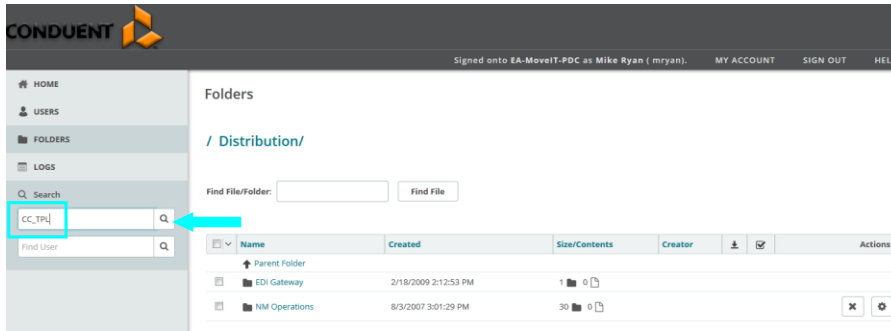 CONDUENT
Signed onto EA-MoveIT-PDC as Mike Ryan ( mryan). MY ACCOUNT SIGN OUT HEL
HOME
USERS
FOLDERS
LOGS
Search
CC_TPL
Find User
Folders
/ Distribution/
Find File/Folder: Find File
Name Created Size/Contents Creator Actions
Parent Folder
EDI Gateway 2/18/2009 2:12:53 PM 1 0
NM Operations 8/3/2007 3:01:29 PM 30 0